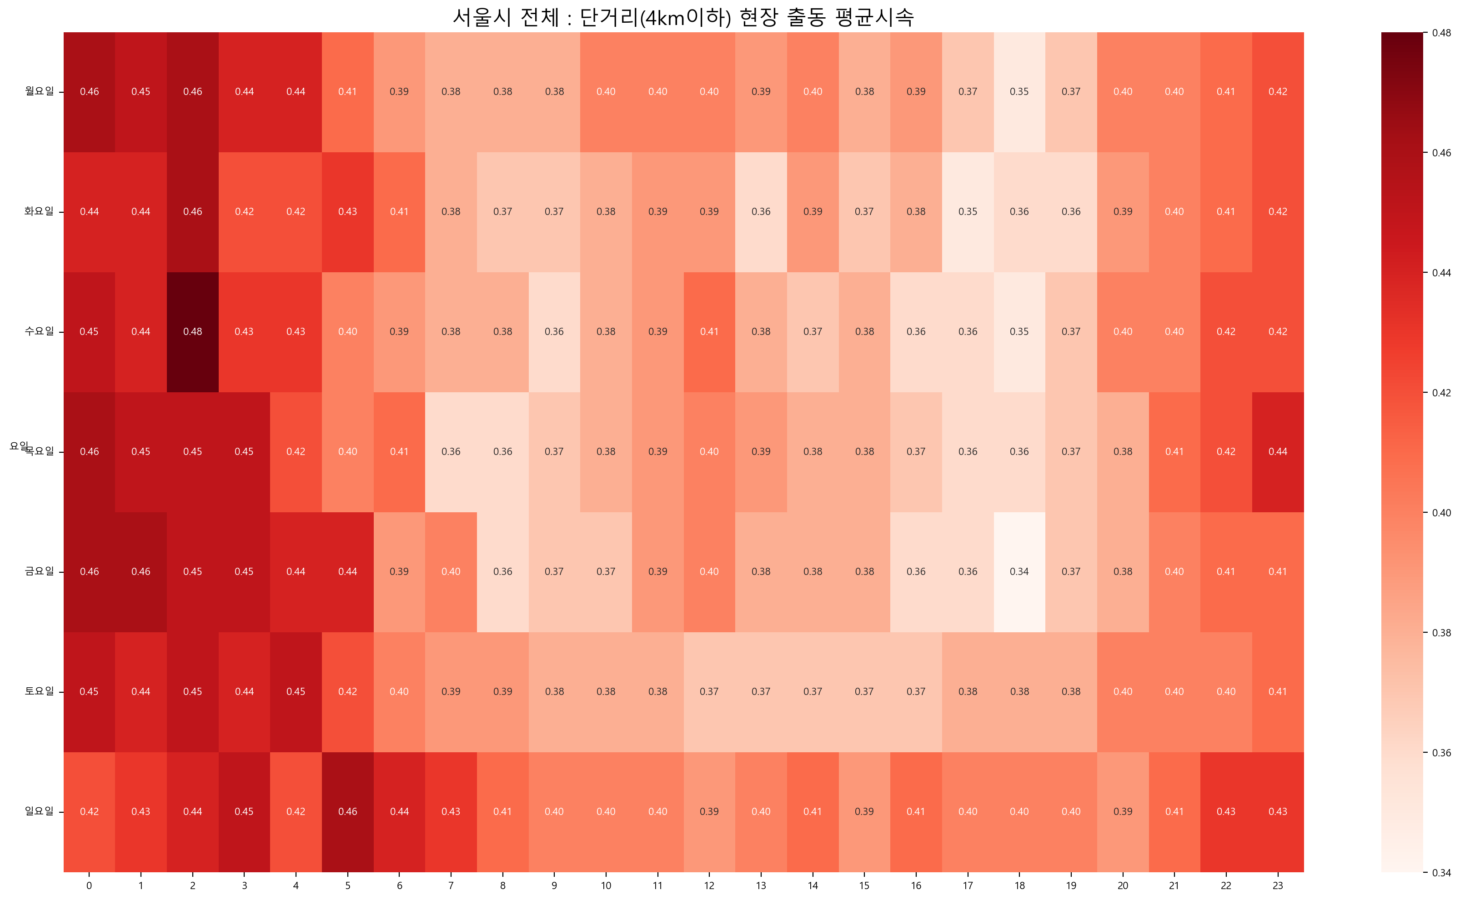 서울시 전체 : 단거리(4km이하) 현장 출동 평균시속
월요일 0.46 0.45 0.46 0.44 0.44 0.41 0.39 0.38 0.38 0.38 0.40 0.40 0.40 0.39 0.40 0.38 0.39 0.37 0.35 0.37 0.40 0.40 0.41 0.42
화요일 0.44 0.44 0.46 0.42 0.42 0.43 0.41 0.38 0.37 0.37 0.38 0.39 0.39 0.36 0.39 0.37 0.38 0.35 0.36 0.36 0.39 0.40 0.41 0.42
수요일 0.45 0.44 0.48 0.43 0.43 0.40 0.39 0.38 0.38 0.36 0.38 0.39 0.41 0.38 0.37 0.38 0.36 0.36 0.35 0.37 0.40 0.40 0.42 0.42
요일
목요일 0.46 0.45 0.45 0.45 0.42 0.40 0.41 0.36 0.36 0.37 0.38 0.39 0.40 0.39 0.38 0.38 0.37 0.36 0.36 0.37 0.38 0.41 0.42 0.44
금요일 0.46 0.46 0.45 0.45 0.44 0.44 0.39 0.40 0.36 0.37 0.37 0.39 0.40 0.38 0.38 0.38 0.36 0.36 0.34 0.37 0.38 0.40 0.41 0.41
토요일 0.45 0.44 0.45 0.44 0.45 0.42 0.40 0.39 0.39 0.38 0.38 0.38 0.37 0.37 0.37 0.37 0.37 0.38 0.38 0.38 0.40 0.40 0.40 0.41
일요일 0.42 0.43 0.44 0.45 0.42 0.46 0.44 0.43 0.41 0.40 0.40 0.40 0.39 0.40 0.41 0.39 0.41 0.40 0.40 0.40 0.39 0.41 0.43 0.43
0 1 2 3 4 5 6 7 8 9 10 11 12 13 14 15 16 17 18 19 20 21 22 23
0.48
0.46
0.44
0.42
0.40
0.38
0.36
0.34